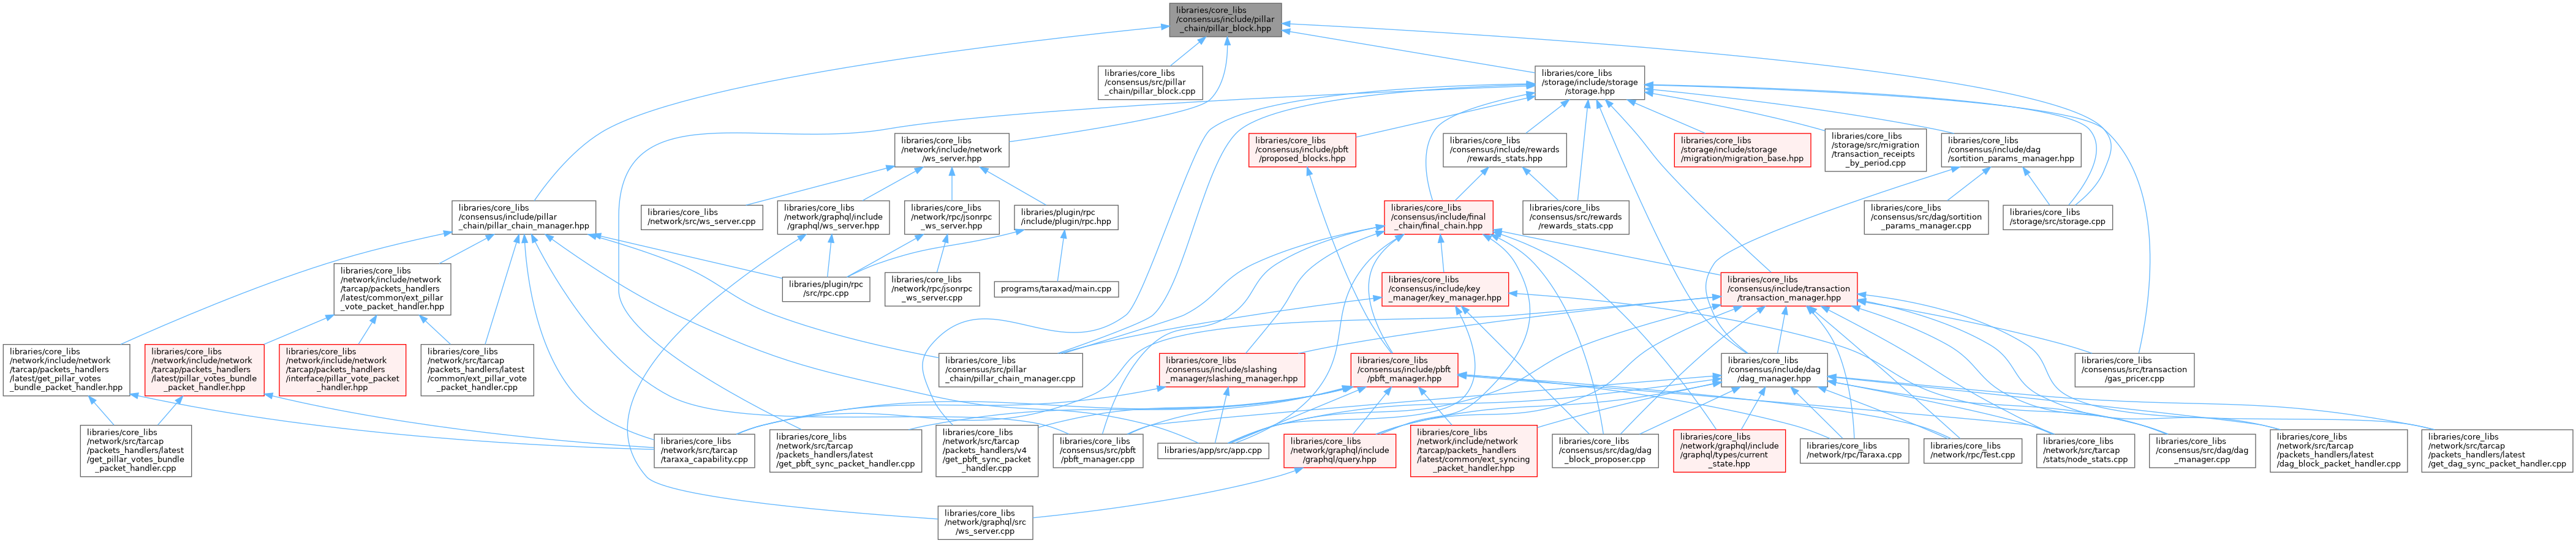 libraries/core_libs
/consensus/include/pillar
_chain/pillar_block.hpp
libraries/core_libs
/consensus/src/pillar
_chain/pillar_block.cpp
libraries/core_libs
/storage/include/storage
/storage.hpp
libraries/core_libs
/network/include/network
/ws_server.hpp
libraries/core_libs
/consensus/include/pbft
/proposed_blocks.hpp
libraries/core_libs
/consensus/include/rewards
/rewards_stats.hpp
libraries/core_libs
/storage/include/storage
/migration/migration_base.hpp
libraries/core_libs
/storage/src/migration
/transaction_receipts
_by_period.cpp
libraries/core_libs
/consensus/include/dag
/sortition_params_manager.hpp
libraries/core_libs
/consensus/include/pillar
_chain/pillar_chain_manager.hpp
libraries/core_libs
/network/src/ws_server.cpp
libraries/core_libs
/network/graphql/include
/graphql/ws_server.hpp
libraries/core_libs
/network/rpc/jsonrpc
_ws_server.hpp
libraries/plugin/rpc
/include/plugin/rpc.hpp
libraries/core_libs
/consensus/include/final
_chain/final_chain.hpp
libraries/core_libs
/consensus/src/rewards
/rewards_stats.cpp
libraries/core_libs
/consensus/src/dag/sortition
_params_manager.cpp
libraries/core_libs
/storage/src/storage.cpp
libraries/core_libs
/network/include/network
/tarcap/packets_handlers
/latest/common/ext_pillar
_vote_packet_handler.hpp
libraries/plugin/rpc
/src/rpc.cpp
libraries/core_libs
/network/rpc/jsonrpc
_ws_server.cpp
programs/taraxad/main.cpp
libraries/core_libs
/consensus/include/key
_manager/key_manager.hpp
libraries/core_libs
/consensus/include/transaction
/transaction_manager.hpp
libraries/core_libs
/network/include/network
/tarcap/packets_handlers
/latest/get_pillar_votes
_bundle_packet_handler.hpp
libraries/core_libs
/network/include/network
/tarcap/packets_handlers
/latest/pillar_votes_bundle
_packet_handler.hpp
libraries/core_libs
/network/include/network
/tarcap/packets_handlers
/interface/pillar_vote_packet
_handler.hpp
libraries/core_libs
/network/src/tarcap
/packets_handlers/latest
/common/ext_pillar_vote
_packet_handler.cpp
libraries/core_libs
/consensus/src/pillar
_chain/pillar_chain_manager.cpp
libraries/core_libs
/consensus/include/slashing
_manager/slashing_manager.hpp
libraries/core_libs
/consensus/include/pbft
/pbft_manager.hpp
libraries/core_libs
/consensus/include/dag
/dag_manager.hpp
libraries/core_libs
/consensus/src/transaction
/gas_pricer.cpp
libraries/core_libs
/network/src/tarcap
/packets_handlers/latest
/get_pillar_votes_bundle
_packet_handler.cpp
libraries/core_libs
/network/src/tarcap
/taraxa_capability.cpp
libraries/core_libs
/network/src/tarcap
/packets_handlers/latest
/get_pbft_sync_packet_handler.cpp
libraries/core_libs
/network/src/tarcap
/packets_handlers/v4
/get_pbft_sync_packet
_handler.cpp
libraries/core_libs
/consensus/src/pbft
/pbft_manager.cpp
libraries/app/src/app.cpp
libraries/core_libs
/network/graphql/include
/graphql/query.hpp
libraries/core_libs
/network/include/network
/tarcap/packets_handlers
/latest/common/ext_syncing
_packet_handler.hpp
libraries/core_libs
/consensus/src/dag/dag
_block_proposer.cpp
libraries/core_libs
/network/graphql/include
/graphql/types/current
_state.hpp
libraries/core_libs
/network/rpc/Taraxa.cpp
libraries/core_libs
/network/rpc/Test.cpp
libraries/core_libs
/network/src/tarcap
/stats/node_stats.cpp
libraries/core_libs
/consensus/src/dag/dag
_manager.cpp
libraries/core_libs
/network/src/tarcap
/packets_handlers/latest
/dag_block_packet_handler.cpp
libraries/core_libs
/network/src/tarcap
/packets_handlers/latest
/get_dag_sync_packet_handler.cpp
libraries/core_libs
/network/graphql/src
/ws_server.cpp